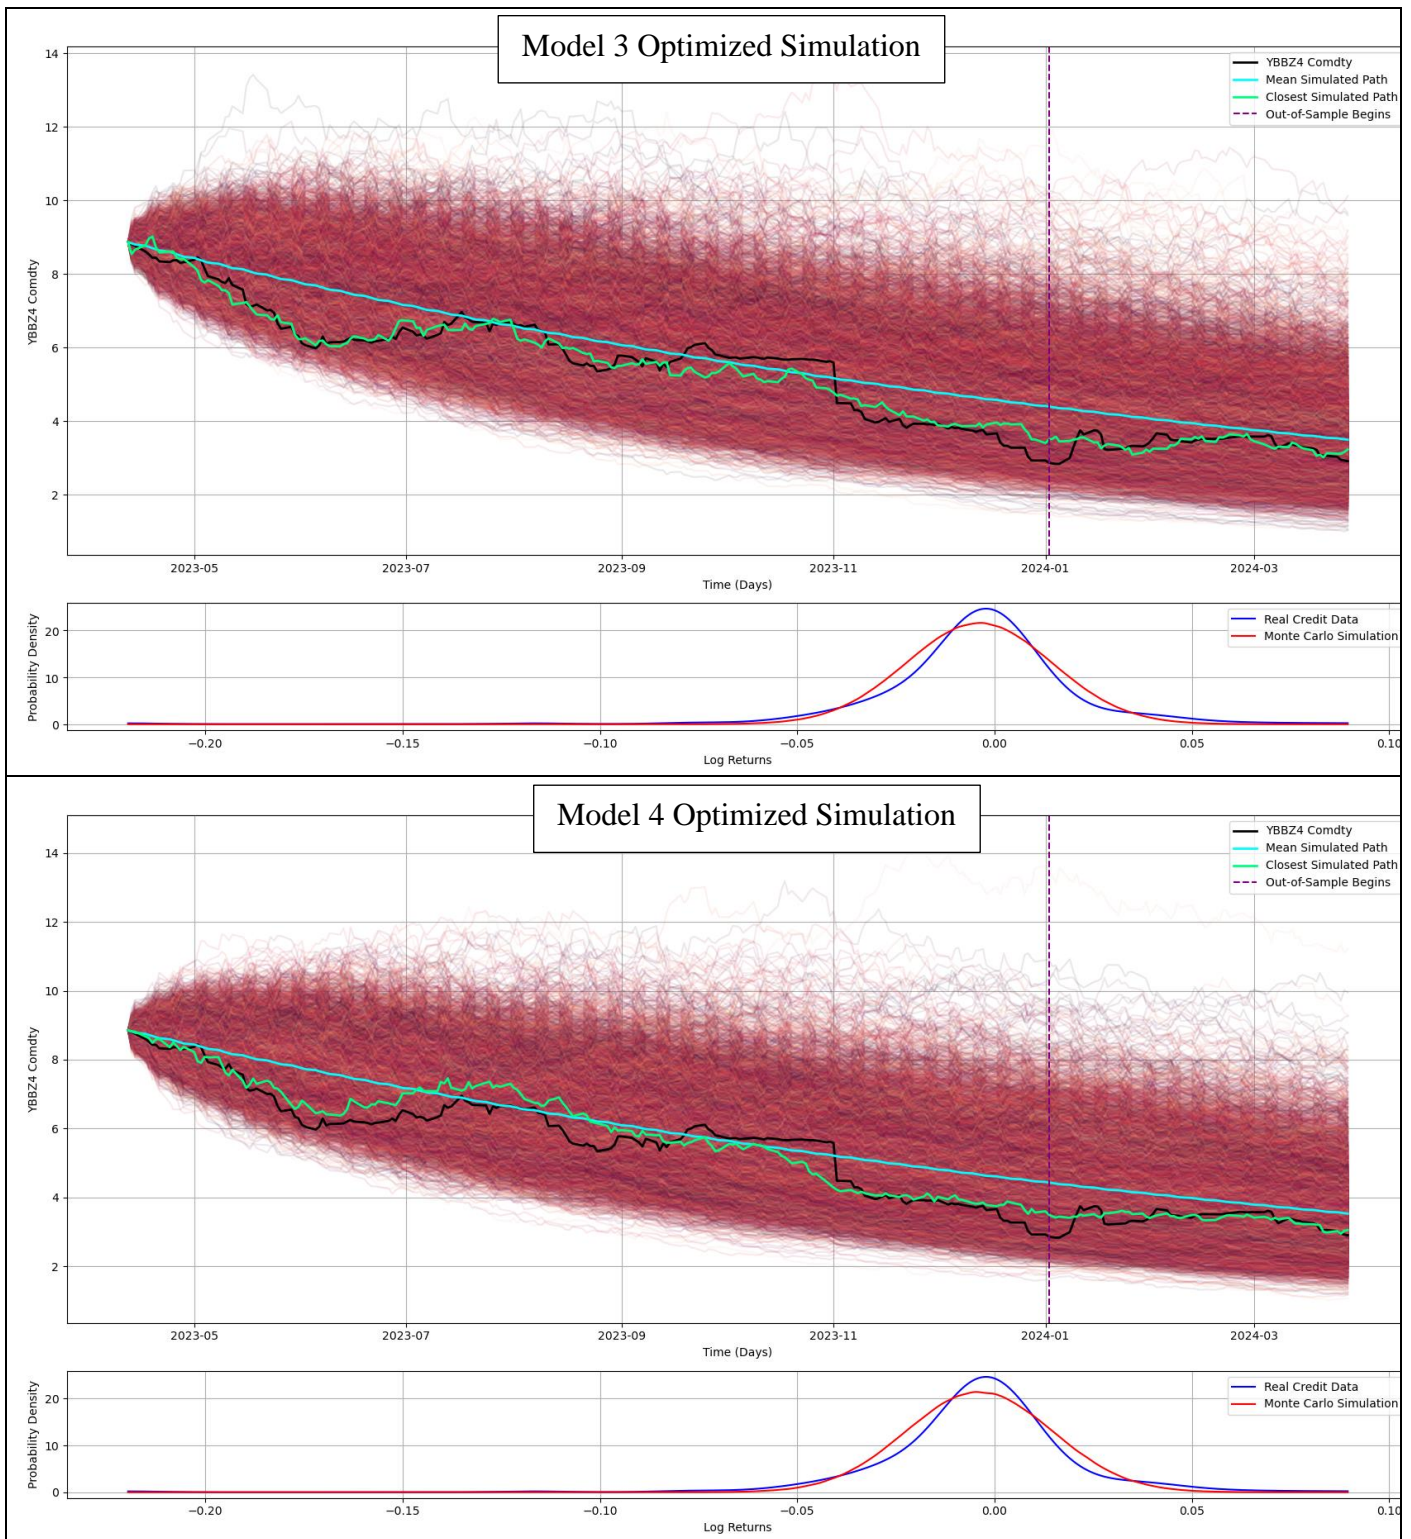 Model 3 Optimized Simulation
14
12
10
8
6
4
2
YBBZ4 Comdty
YBBZ4 Comdty
Mean Simulated Path
Closest Simulated Path
Out-of-Sample Begins
2023-05
2023-07
2023-09
2023-11
2024-01
2024-03
Time (Days)
20
10
0
Probability Density
Real Credit Data
Monte Carlo Simulation
−0.20
−0.15
−0.10
−0.05
0.00
0.05
0.10
Log Returns
Model 4 Optimized Simulation
14
12
10
8
6
4
2
YBBZ4 Comdty
YBBZ4 Comdty
Mean Simulated Path
Closest Simulated Path
Out-of-Sample Begins
2023-05
2023-07
2023-09
2023-11
2024-01
2024-03
Time (Days)
20
10
0
Probability Density
Real Credit Data
Monte Carlo Simulation
−0.20
−0.15
−0.10
−0.05
0.00
0.05
0.10
Log Returns